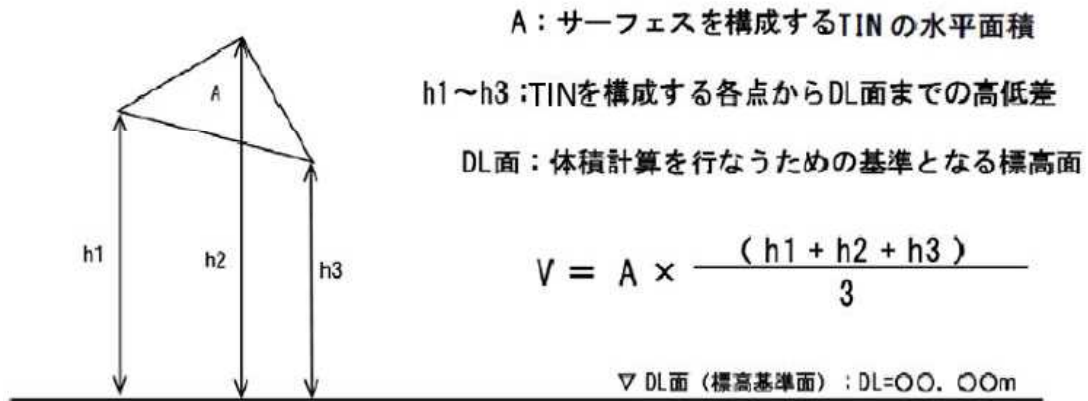 A：サーフェスを構成するTINの水平面積
A
h1～h3；TINを構成する各点からDL面までの高低差
DL面：体積計算を行なうための基準となる標高面
h1
h2
h3
V = A × (h1 + h2 + h3)
3
▽ DL面（標高基準面）：DL=○○. ○○m